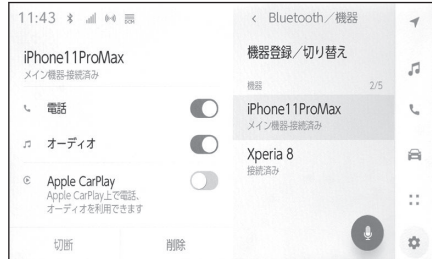 11:43
iPhone11ProMax
メイン機器-接続済み
電話
オーディオ
Apple CarPlay
Apple CarPlay上で電話、
オーディオを利用できます
切断
削除
< Bluetooth／機器
機器登録／切り替え
機器
2/5
iPhone11ProMax
メイン機器-接続済み
Xperia 8
接続済み